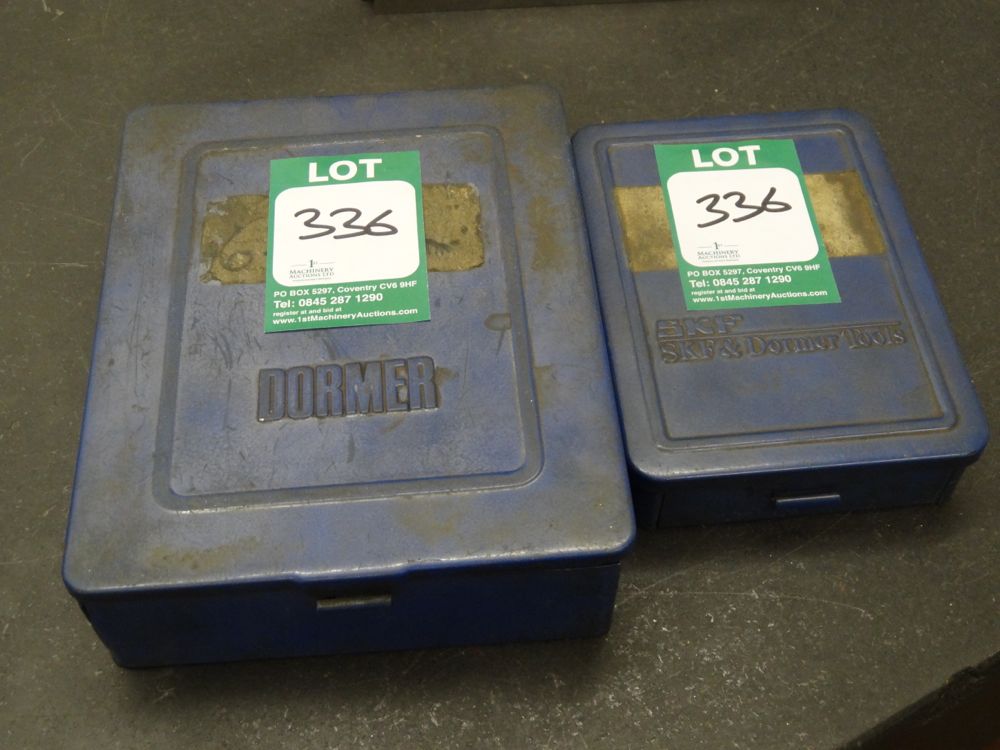 LOT
336
1st
MACHINERY
AUCTIONS LTD
PO BOX 5297, Coventry CV6 9HF
Tel: 0845 287 1290
register at and bid at
www.1stMachineryAuctions.com
DORMER
LOT
336
1st
MACHINERY
AUCTIONS LTD
PO BOX 5297, Coventry CV6 9HF
Tel: 0845 287 1290
register at and bid at
www.1stMachineryAuctions.com
SKF
SKF & Dormer Tools